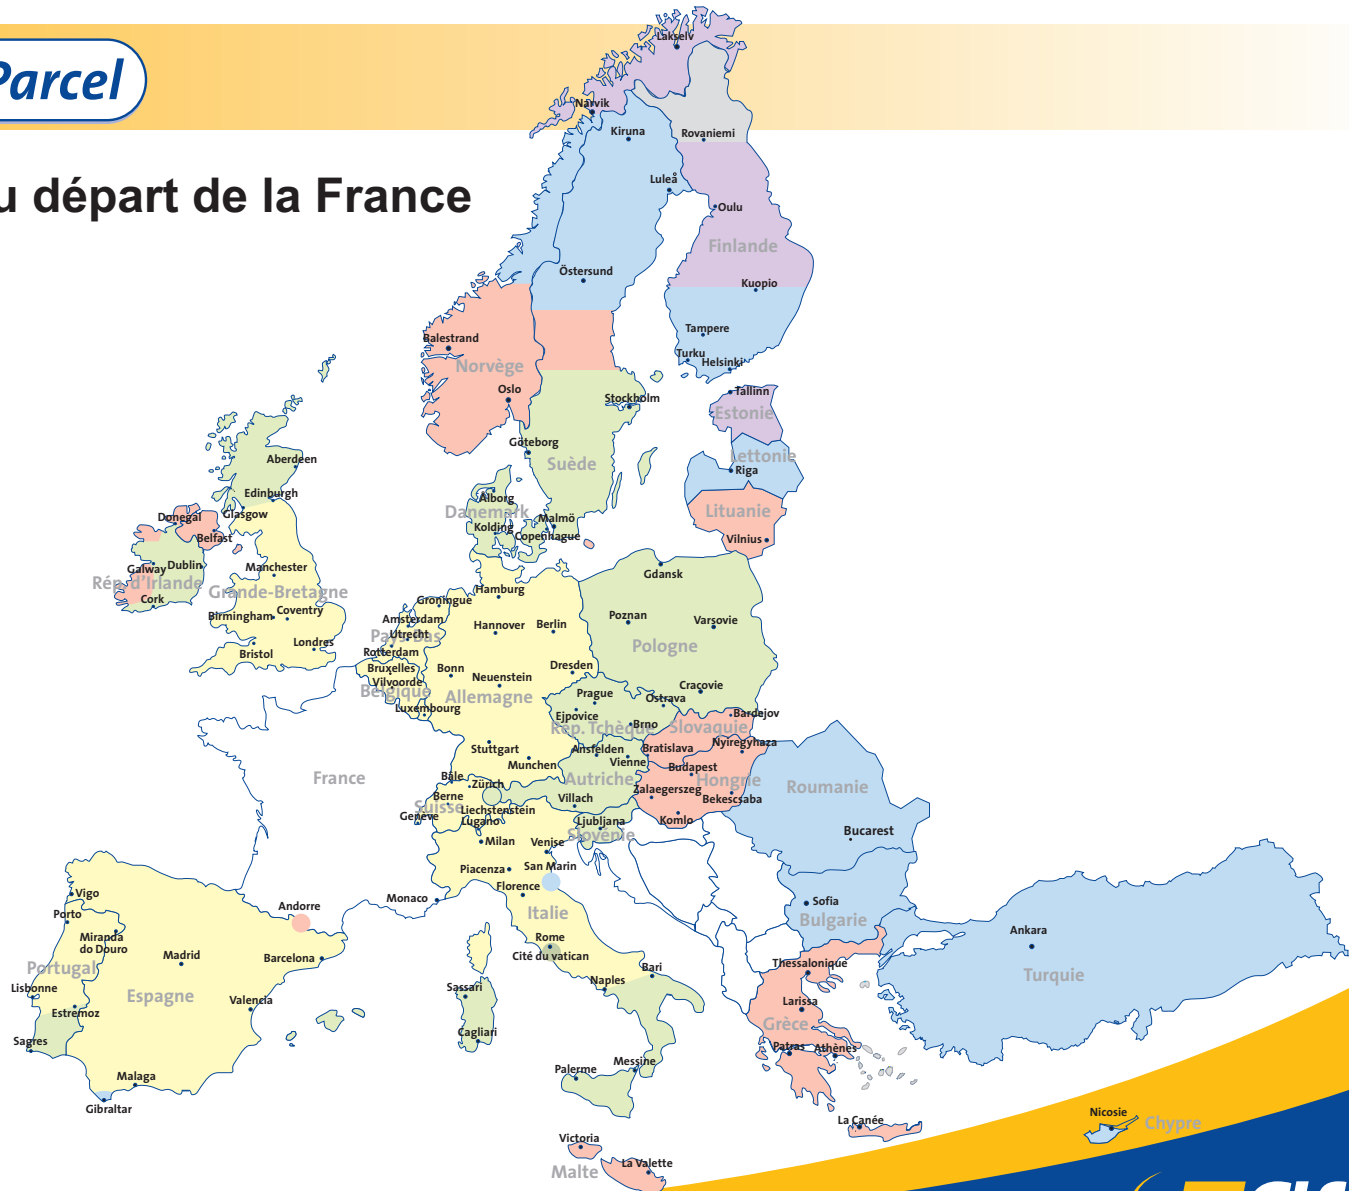 Parcel
u départ de la France
Lakselv
Narvik
Kiruna
Rovaniemi
Luleå
Oulu
Finlande
Östersund
Kuopio
Balestrand
Tampere
Norvège
Turku
Helsinki
Oslo
Stockholm
Tallinn
Estonie
Göteborg
Suède
Lettonie
Riga
Aberdeen
Edinburgh
Glasgow
Ålborg
Danemark
Lituanie
Donegal
Belfast
Kolding
Malmö
Copenhague
Vilnius
Galway
Dublin
Manchester
Gdansk
Rép. d'Irlande
Grande-Bretagne
Cork
Hamburg
Groningue
Birmingham
Coventry
Amsterdam
Hannover
Berlin
Poznan
Varsovie
Utrecht
Pays-Bas
Londres
Bristol
Rotterdam
Pologne
Bruxelles
Bonn
Dresden
Vilvoorde
Neuenstein
Belgique
Allemagne
Cracovie
Prague
Ostrava
Luxembourg
Ejpovice
Brno
Bardejov
Rép. Tchèque
Slovaquie
Stuttgart
Ansfelden
Bratislava
Nyiregyhaza
Munchen
Vienne
Budapest
France
Bâle
Zürich
Autriche
Hongrie
Roumanie
Berne
Suisse
Villach
Zalaegerszeg
Bekescsaba
Genève
Liechstenstein
Lugano
Ljubljana
Komlo
Slovénie
Bucarest
Milan
Venise
Piacenza
San Marin
Florence
Vigo
Monaco
Andorre
Sofia
Porto
Italie
Bulgarie
Miranda
do Douro
Rome
Ankara
Madrid
Barcelona
Cité du vatican
Portugal
Bari
Thessalonique
Turquie
Lisbonne
Espagne
Sassari
Naples
Valencia
Larissa
Estremoz
Grèce
Sagres
Cagliari
Patras
Athènes
Messine
Malaga
Palerme
Gibraltar
La Canée
Nicosie
Chypre
Victoria
La Valette
Malte